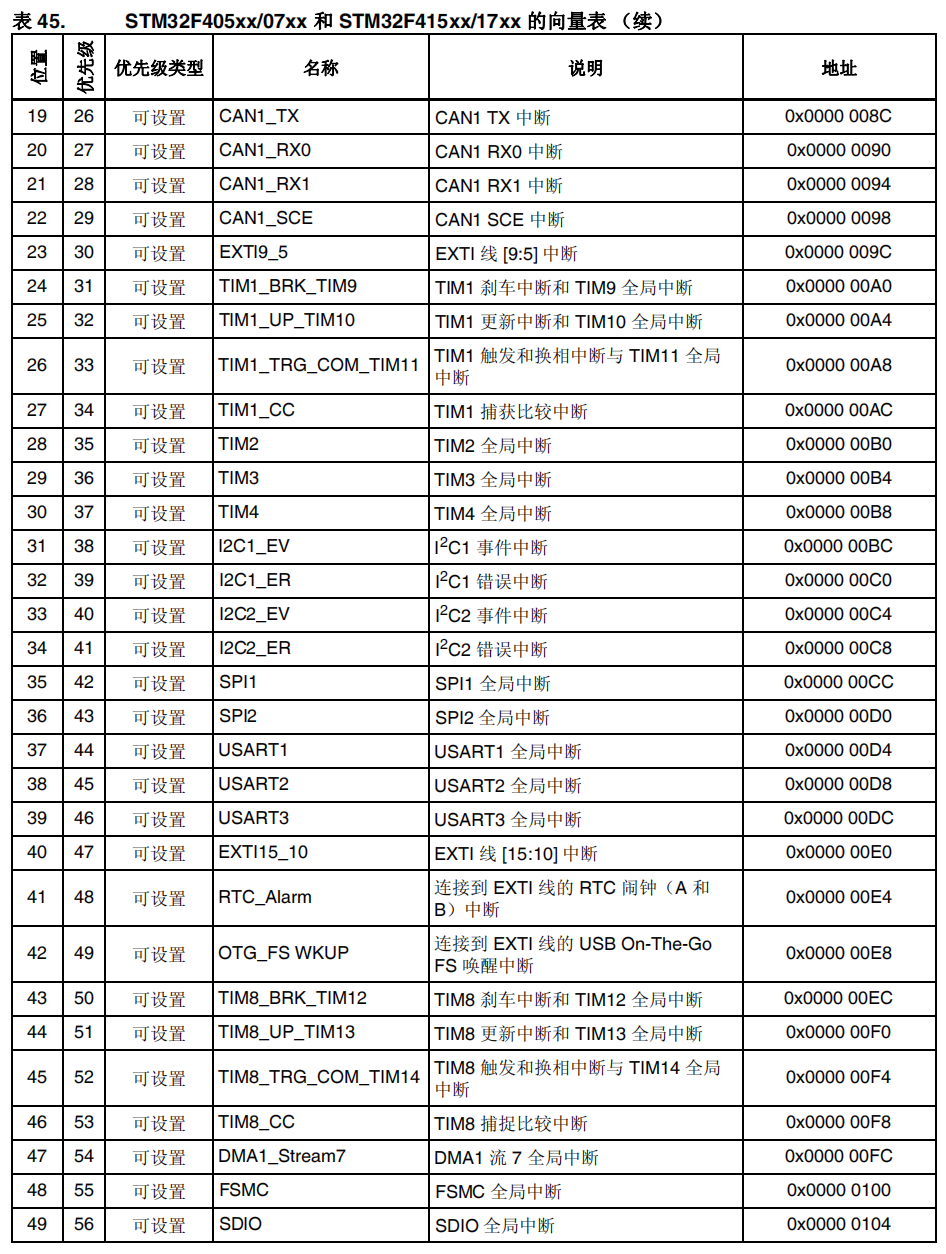 表 45. STM32F405xx/07xx 和 STM32F415xx/17xx 的向量表 （续）
位置 优先级 优先级类型 名称 说明 地址
19 26 可设置 CAN1_TX CAN1 TX 中断 0x0000 008C
20 27 可设置 CAN1_RX0 CAN1 RX0 中断 0x0000 0090
21 28 可设置 CAN1_RX1 CAN1 RX1 中断 0x0000 0094
22 29 可设置 CAN1_SCE CAN1 SCE 中断 0x0000 0098
23 30 可设置 EXTI9_5 EXTI 线 [9:5] 中断 0x0000 009C
24 31 可设置 TIM1_BRK_TIM9 TIM1 刹车中断和 TIM9 全局中断 0x0000 00A0
25 32 可设置 TIM1_UP_TIM10 TIM1 更新中断和 TIM10 全局中断 0x0000 00A4
26 33 可设置 TIM1_TRG_COM_TIM11 TIM1 触发和换相中断与 TIM11 全局
中断 0x0000 00A8
27 34 可设置 TIM1_CC TIM1 捕获比较中断 0x0000 00AC
28 35 可设置 TIM2 TIM2 全局中断 0x0000 00B0
29 36 可设置 TIM3 TIM3 全局中断 0x0000 00B4
30 37 可设置 TIM4 TIM4 全局中断 0x0000 00B8
31 38 可设置 I2C1_EV I²C1 事件中断 0x0000 00BC
32 39 可设置 I2C1_ER I²C1 错误中断 0x0000 00C0
33 40 可设置 I2C2_EV I²C2 事件中断 0x0000 00C4
34 41 可设置 I2C2_ER I²C2 错误中断 0x0000 00C8
35 42 可设置 SPI1 SPI1 全局中断 0x0000 00CC
36 43 可设置 SPI2 SPI2 全局中断 0x0000 00D0
37 44 可设置 USART1 USART1 全局中断 0x0000 00D4
38 45 可设置 USART2 USART2 全局中断 0x0000 00D8
39 46 可设置 USART3 USART3 全局中断 0x0000 00DC
40 47 可设置 EXTI15_10 EXTI 线 [15:10] 中断 0x0000 00E0
41 48 可设置 RTC_Alarm 连接到 EXTI 线的 RTC 闹钟（A 和
B）中断 0x0000 00E4
42 49 可设置 OTG_FS WKUP 连接到 EXTI 线的 USB On-The-Go
FS 唤醒中断 0x0000 00E8
43 50 可设置 TIM8_BRK_TIM12 TIM8 刹车中断和 TIM12 全局中断 0x0000 00EC
44 51 可设置 TIM8_UP_TIM13 TIM8 更新中断和 TIM13 全局中断 0x0000 00F0
45 52 可设置 TIM8_TRG_COM_TIM14 TIM8 触发和换相中断与 TIM14 全局
中断 0x0000 00F4
46 53 可设置 TIM8_CC TIM8 捕捉比较中断 0x0000 00F8
47 54 可设置 DMA1_Stream7 DMA1 流 7 全局中断 0x0000 00FC
48 55 可设置 FSMC FSMC 全局中断 0x0000 0100
49 56 可设置 SDIO SDIO 全局中断 0x0000 0104